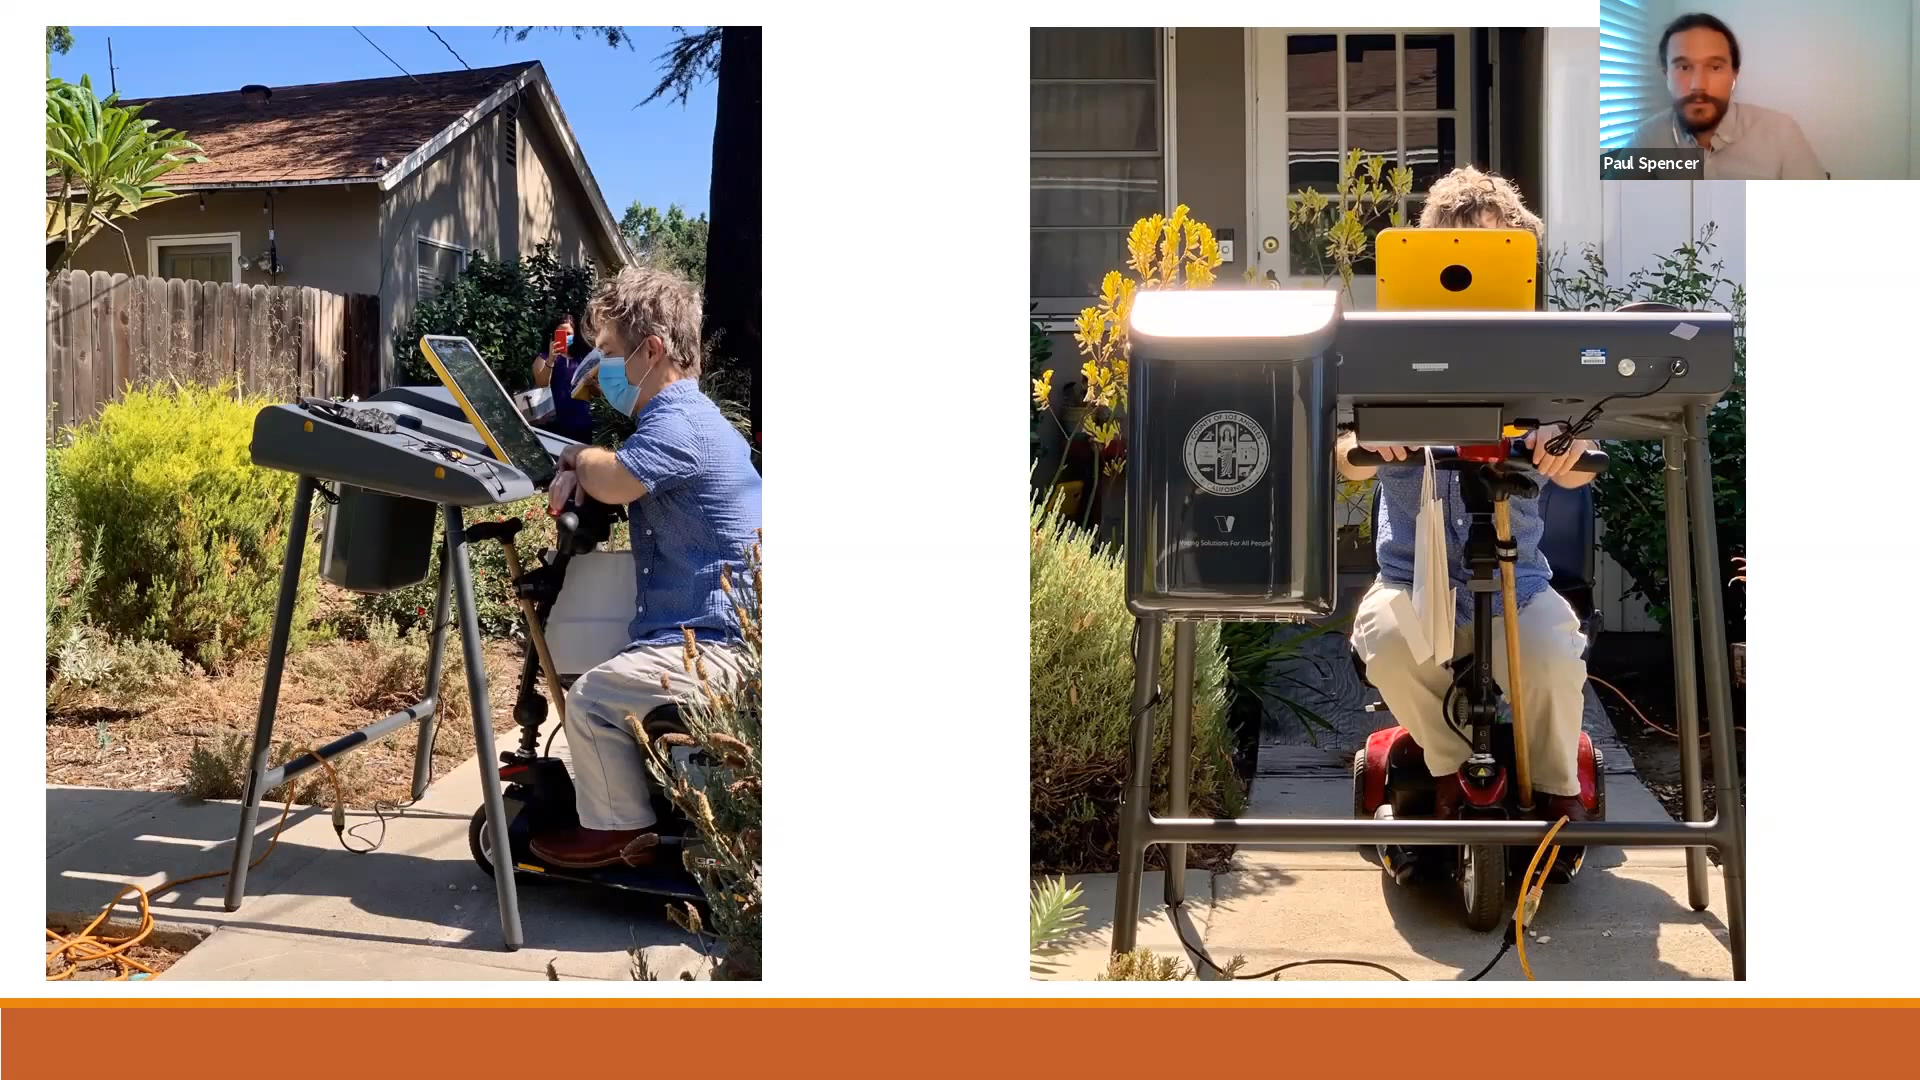 Paul Spencer
COUNTY OF LOS ANGELES
CALIFORNIA
Voting Solutions For All People